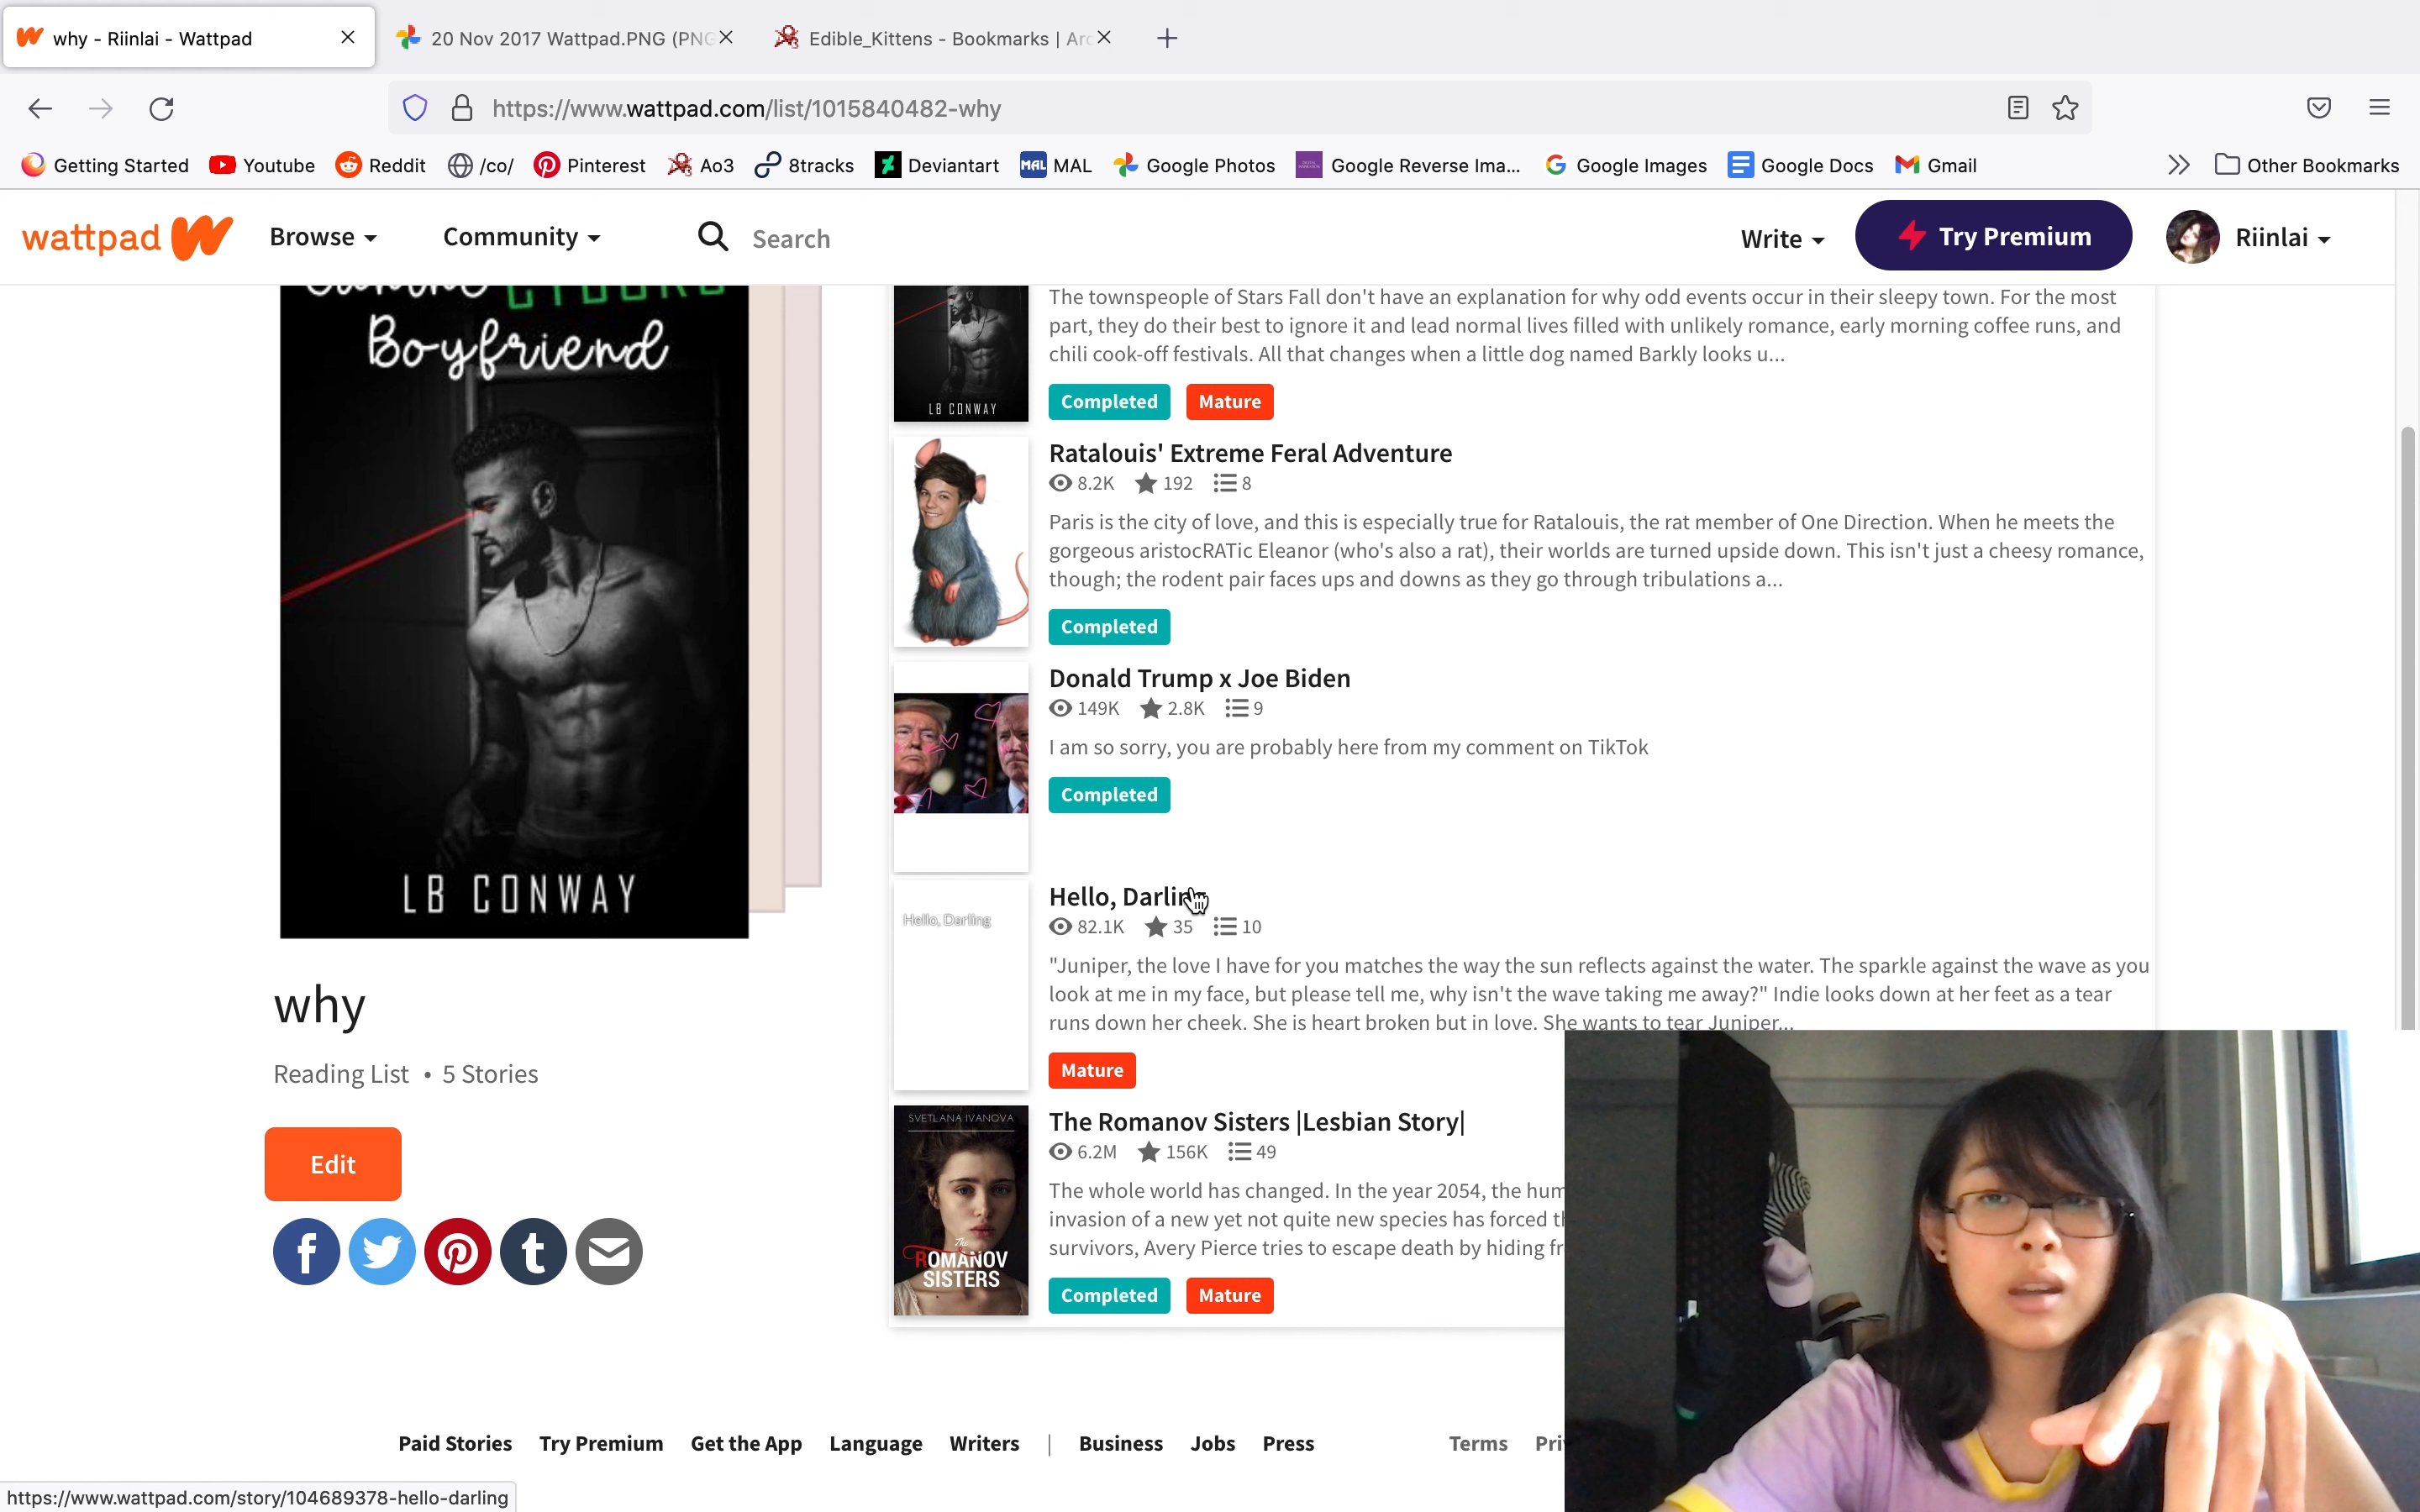 why - Riinlai - Wattpad
20 Nov 2017 Wattpad.PNG (PNG
Edible_Kittens - Bookmarks | Arc
https://www.wattpad.com/list/1015840482-why
Getting Started Youtube Reddit /co/ Pinterest Ao3 8tracks Deviantart MAL MAL Google Photos Google Reverse Ima... Google Images Google Docs Gmail Other Bookmarks
wattpad Browse Community Search Write Try Premium Riinlai
Boyfriend
LB CONWAY
why
Reading List • 5 Stories
Edit
LB CONWAY
The townspeople of Stars Fall don't have an explanation for why odd events occur in their sleepy town. For the most
part, they do their best to ignore it and lead normal lives filled with unlikely romance, early morning coffee runs, and
chili cook-off festivals. All that changes when a little dog named Barkly looks u...
Completed Mature
Ratalouis' Extreme Feral Adventure
8.2K 192 8
Paris is the city of love, and this is especially true for Ratalouis, the rat member of One Direction. When he meets the
gorgeous aristocRATic Eleanor (who's also a rat), their worlds are turned upside down. This isn't just a cheesy romance,
though; the rodent pair faces ups and downs as they go through tribulations a...
Completed
Donald Trump x Joe Biden
149K 2.8K 9
I am so sorry, you are probably here from my comment on TikTok
Completed
Hello, Darling
Hello, Darling
82.1K 35 10
"Juniper, the love I have for you matches the way the sun reflects against the water. The sparkle against the wave as you
look at me in my face, but please tell me, why isn't the wave taking me away?" Indie looks down at her feet as a tear
runs down her cheek. She is heart broken but in love. She wants to tear Juniper...
Mature
SVETLANA IVANOVA
The
ROMANOV
SISTERS
The Romanov Sisters |Lesbian Story|
6.2M 156K 49
The whole world has changed. In the year 2054, the hum
invasion of a new yet not quite new species has forced th
survivors, Avery Pierce tries to escape death by hiding fr
Completed Mature
Paid Stories Try Premium Get the App Language Writers | Business Jobs Press Terms Pri
https://www.wattpad.com/story/104689378-hello-darling